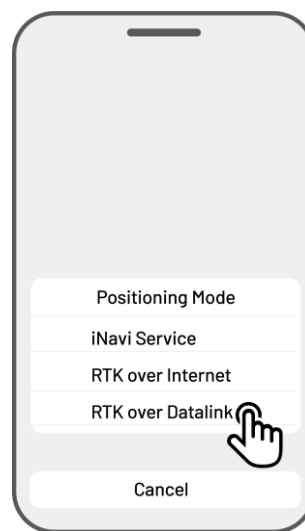 Positioning Mode
iNavi Service
RTK over Internet
RTK over Datalink
Cancel